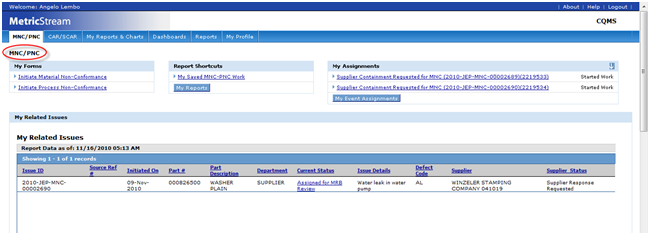 Welcome: Angelo Lembo
| About | Help | Logout |
MetricStream
CQMS
MNC/PNC CAR/SCAR My Reports & Charts Dashboards Reports My Profile
MNC/PNC
My Forms
Initiate Material Non-Conformance
Initiate Process Non-Conformance
Report Shortcuts
My Saved MNC-PNC Work
My Reports
My Assignments
Supplier Containment Requested for MNC (2010-JEP-MNC-00002689)(2219533) Started Work
Supplier Containment Requested for MNC (2010-JEP-MNC-00002690)(2219534) Started Work
My Event Assignments
My Related Issues
My Related Issues
Report Data as of: 11/16/2010 05:13 AM
Showing 1 - 1 of 1 records
Issue ID Source Ref # Initiated On Part # Part Description Department Current Status Issue Details Defect Code Supplier Supplier Status
2010-JEP-MNC-00002690 09-Nov-2010 000826500 WASHER PLAIN SUPPLIER Assigned for MRB Review Water leak in water pump AL WINZELER STAMPING COMPANY 041019 Supplier Response Requested